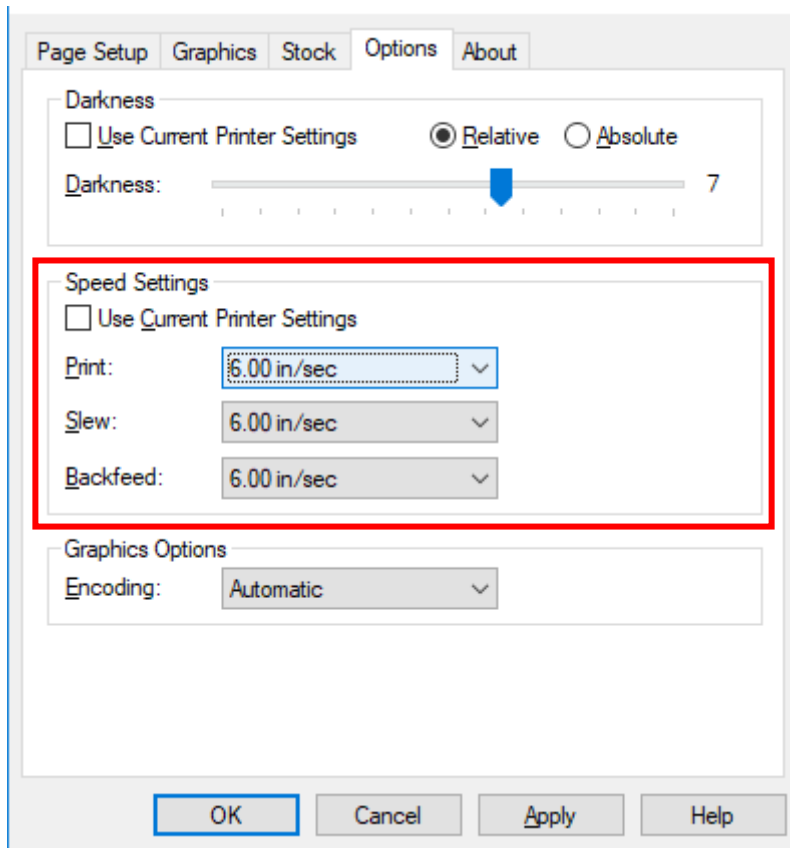 Page Setup Graphics Stock Options About
Darkness
Use Current Printer Settings Relative Absolute
Darkness: 7
Speed Settings
Use Current Printer Settings
Print: 6.00 in/sec
Slew: 6.00 in/sec
Backfeed: 6.00 in/sec
Graphics Options
Encoding: Automatic
OK Cancel Apply Help